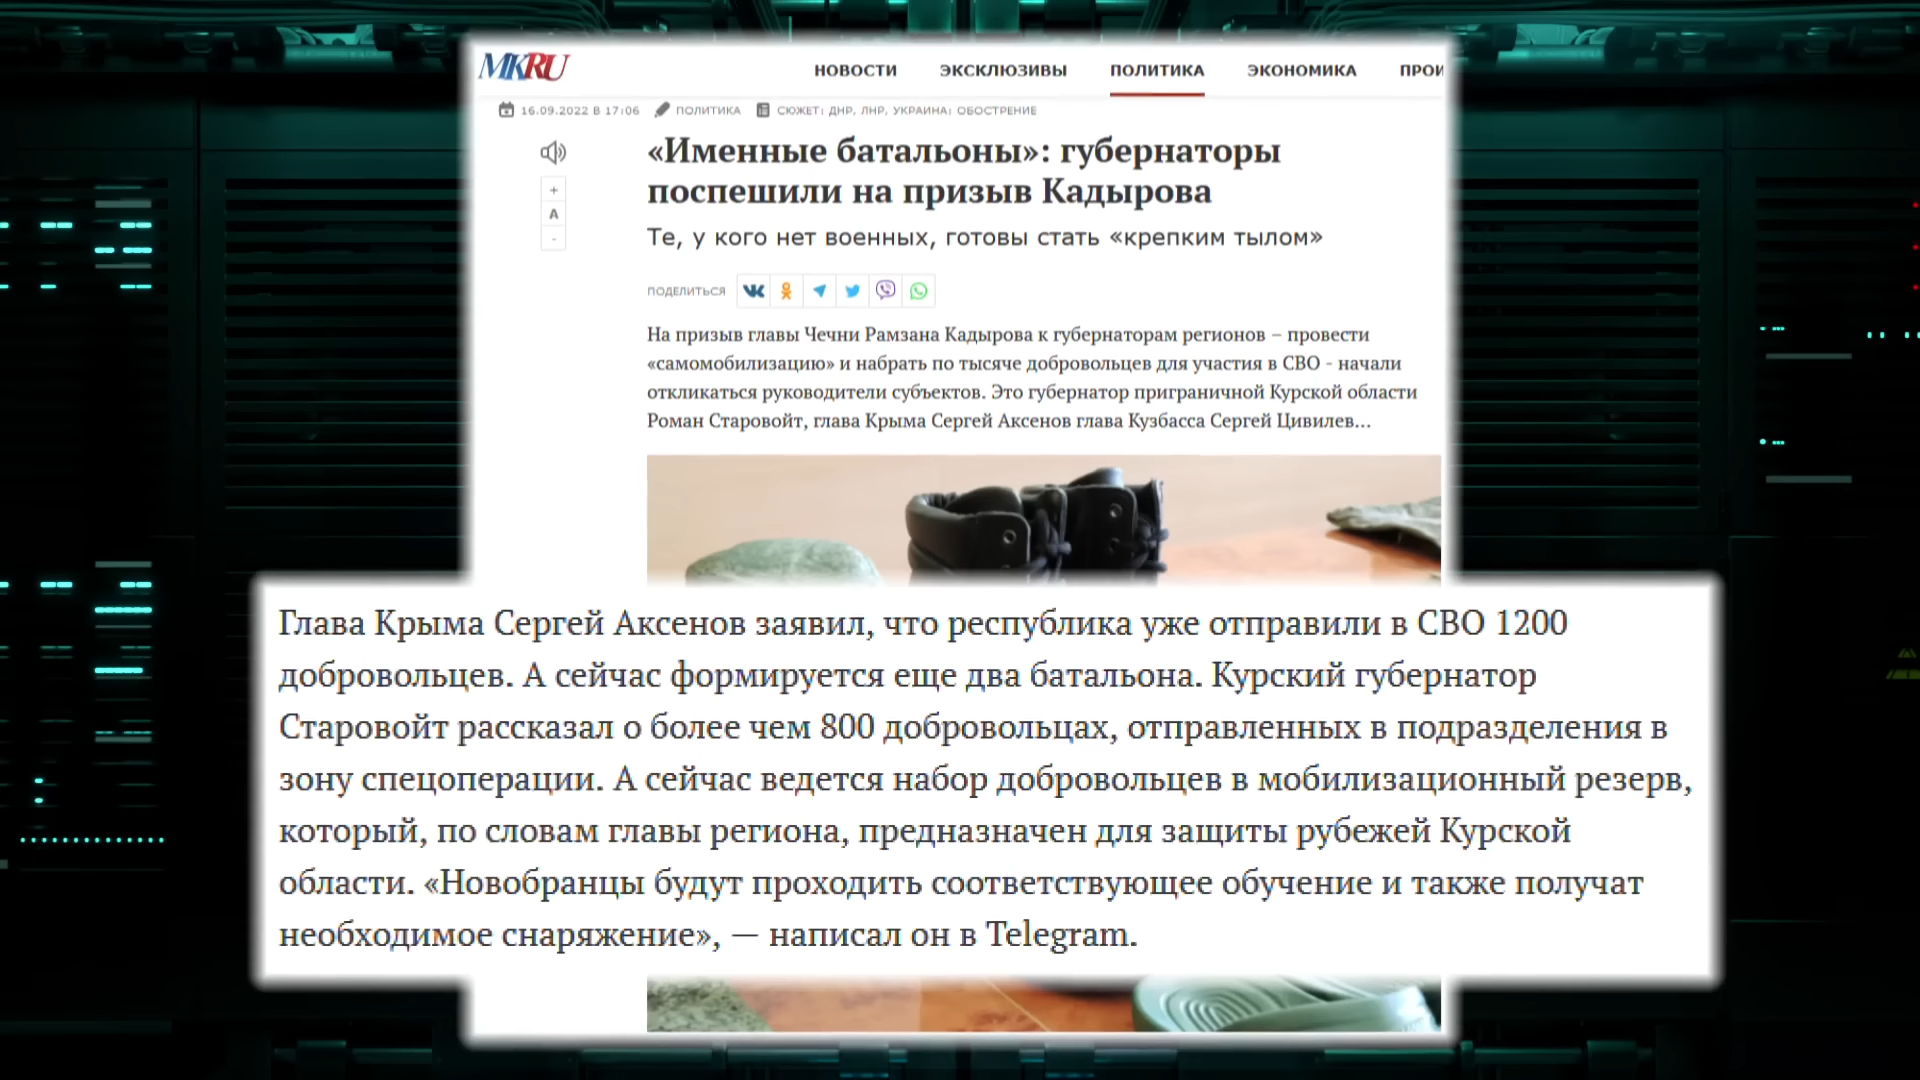 MKRU
НОВОСТИ ЭКСКЛЮЗИВЫ ПОЛИТИКА ЭКОНОМИКА ПРОИ
16.09.2022 В 17:06 ПОЛИТИКА СЮЖЕТ: ДНР, ЛНР, УКРАИНА: ОБОСТРЕНИЕ
«Именные батальоны»: губернаторы
поспешили на призыв Кадырова
+
A
-
Те, у кого нет военных, готовы стать «крепким тылом»
ПОДЕЛИТЬСЯ
На призыв главы Чечни Рамзана Кадырова к губернаторам регионов – провести
«самомобилизацию» и набрать по тысяче добровольцев для участия в СВО - начали
откликаться руководители субъектов. Это губернатор приграничной Курской области
Роман Старовойт, глава Крыма Сергей Аксенов глава Кузбасса Сергей Цивилев...
Глава Крыма Сергей Аксенов заявил, что республика уже отправили в СВО 1200
добровольцев. А сейчас формируется еще два батальона. Курский губернатор
Старовойт рассказал о более чем 800 добровольцах, отправленных в подразделения в
зону спецоперации. А сейчас ведется набор добровольцев в мобилизационный резерв,
который, по словам главы региона, предназначен для защиты рубежей Курской
области. «Новобранцы будут проходить соответствующее обучение и также получат
необходимое снаряжение», — написал он в Telegram.